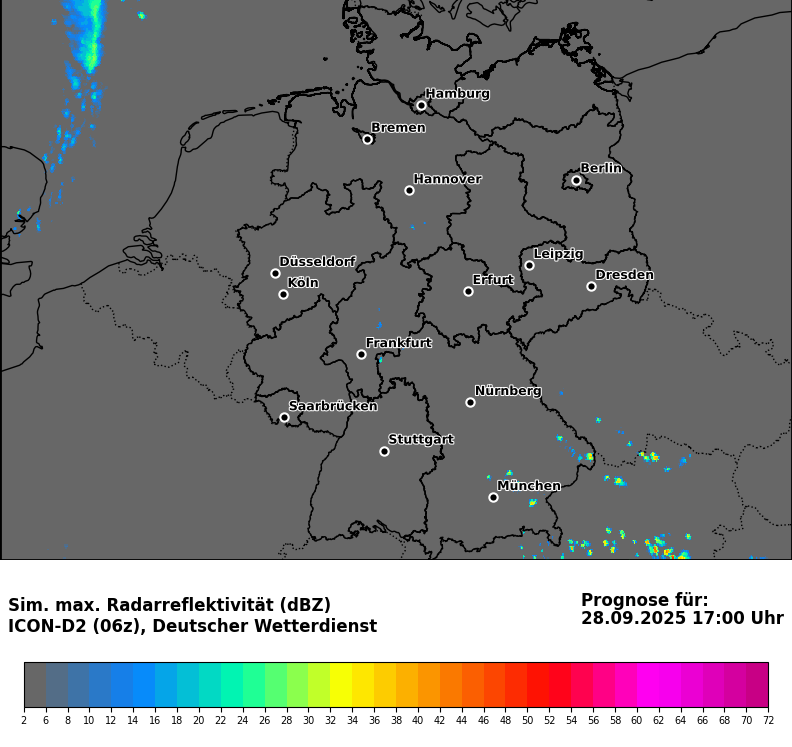 Hamburg
Bremen
Berlin
Hannover
Düsseldorf
Leipzig
Köln
Erfurt
Dresden
Frankfurt
Nürnberg
Saarbrücken
Stuttgart
München
Sim. max. Radarreflektivität (dBZ)
ICON-D2 (06z), Deutscher Wetterdienst
Prognose für:
28.09.2025 17:00 Uhr
2 6 8 10 12 14 16 18 20 22 24 26 28 30 32 34 36 38 40 42 44 46 48 50 52 54 56 58 60 62 64 66 68 70 72